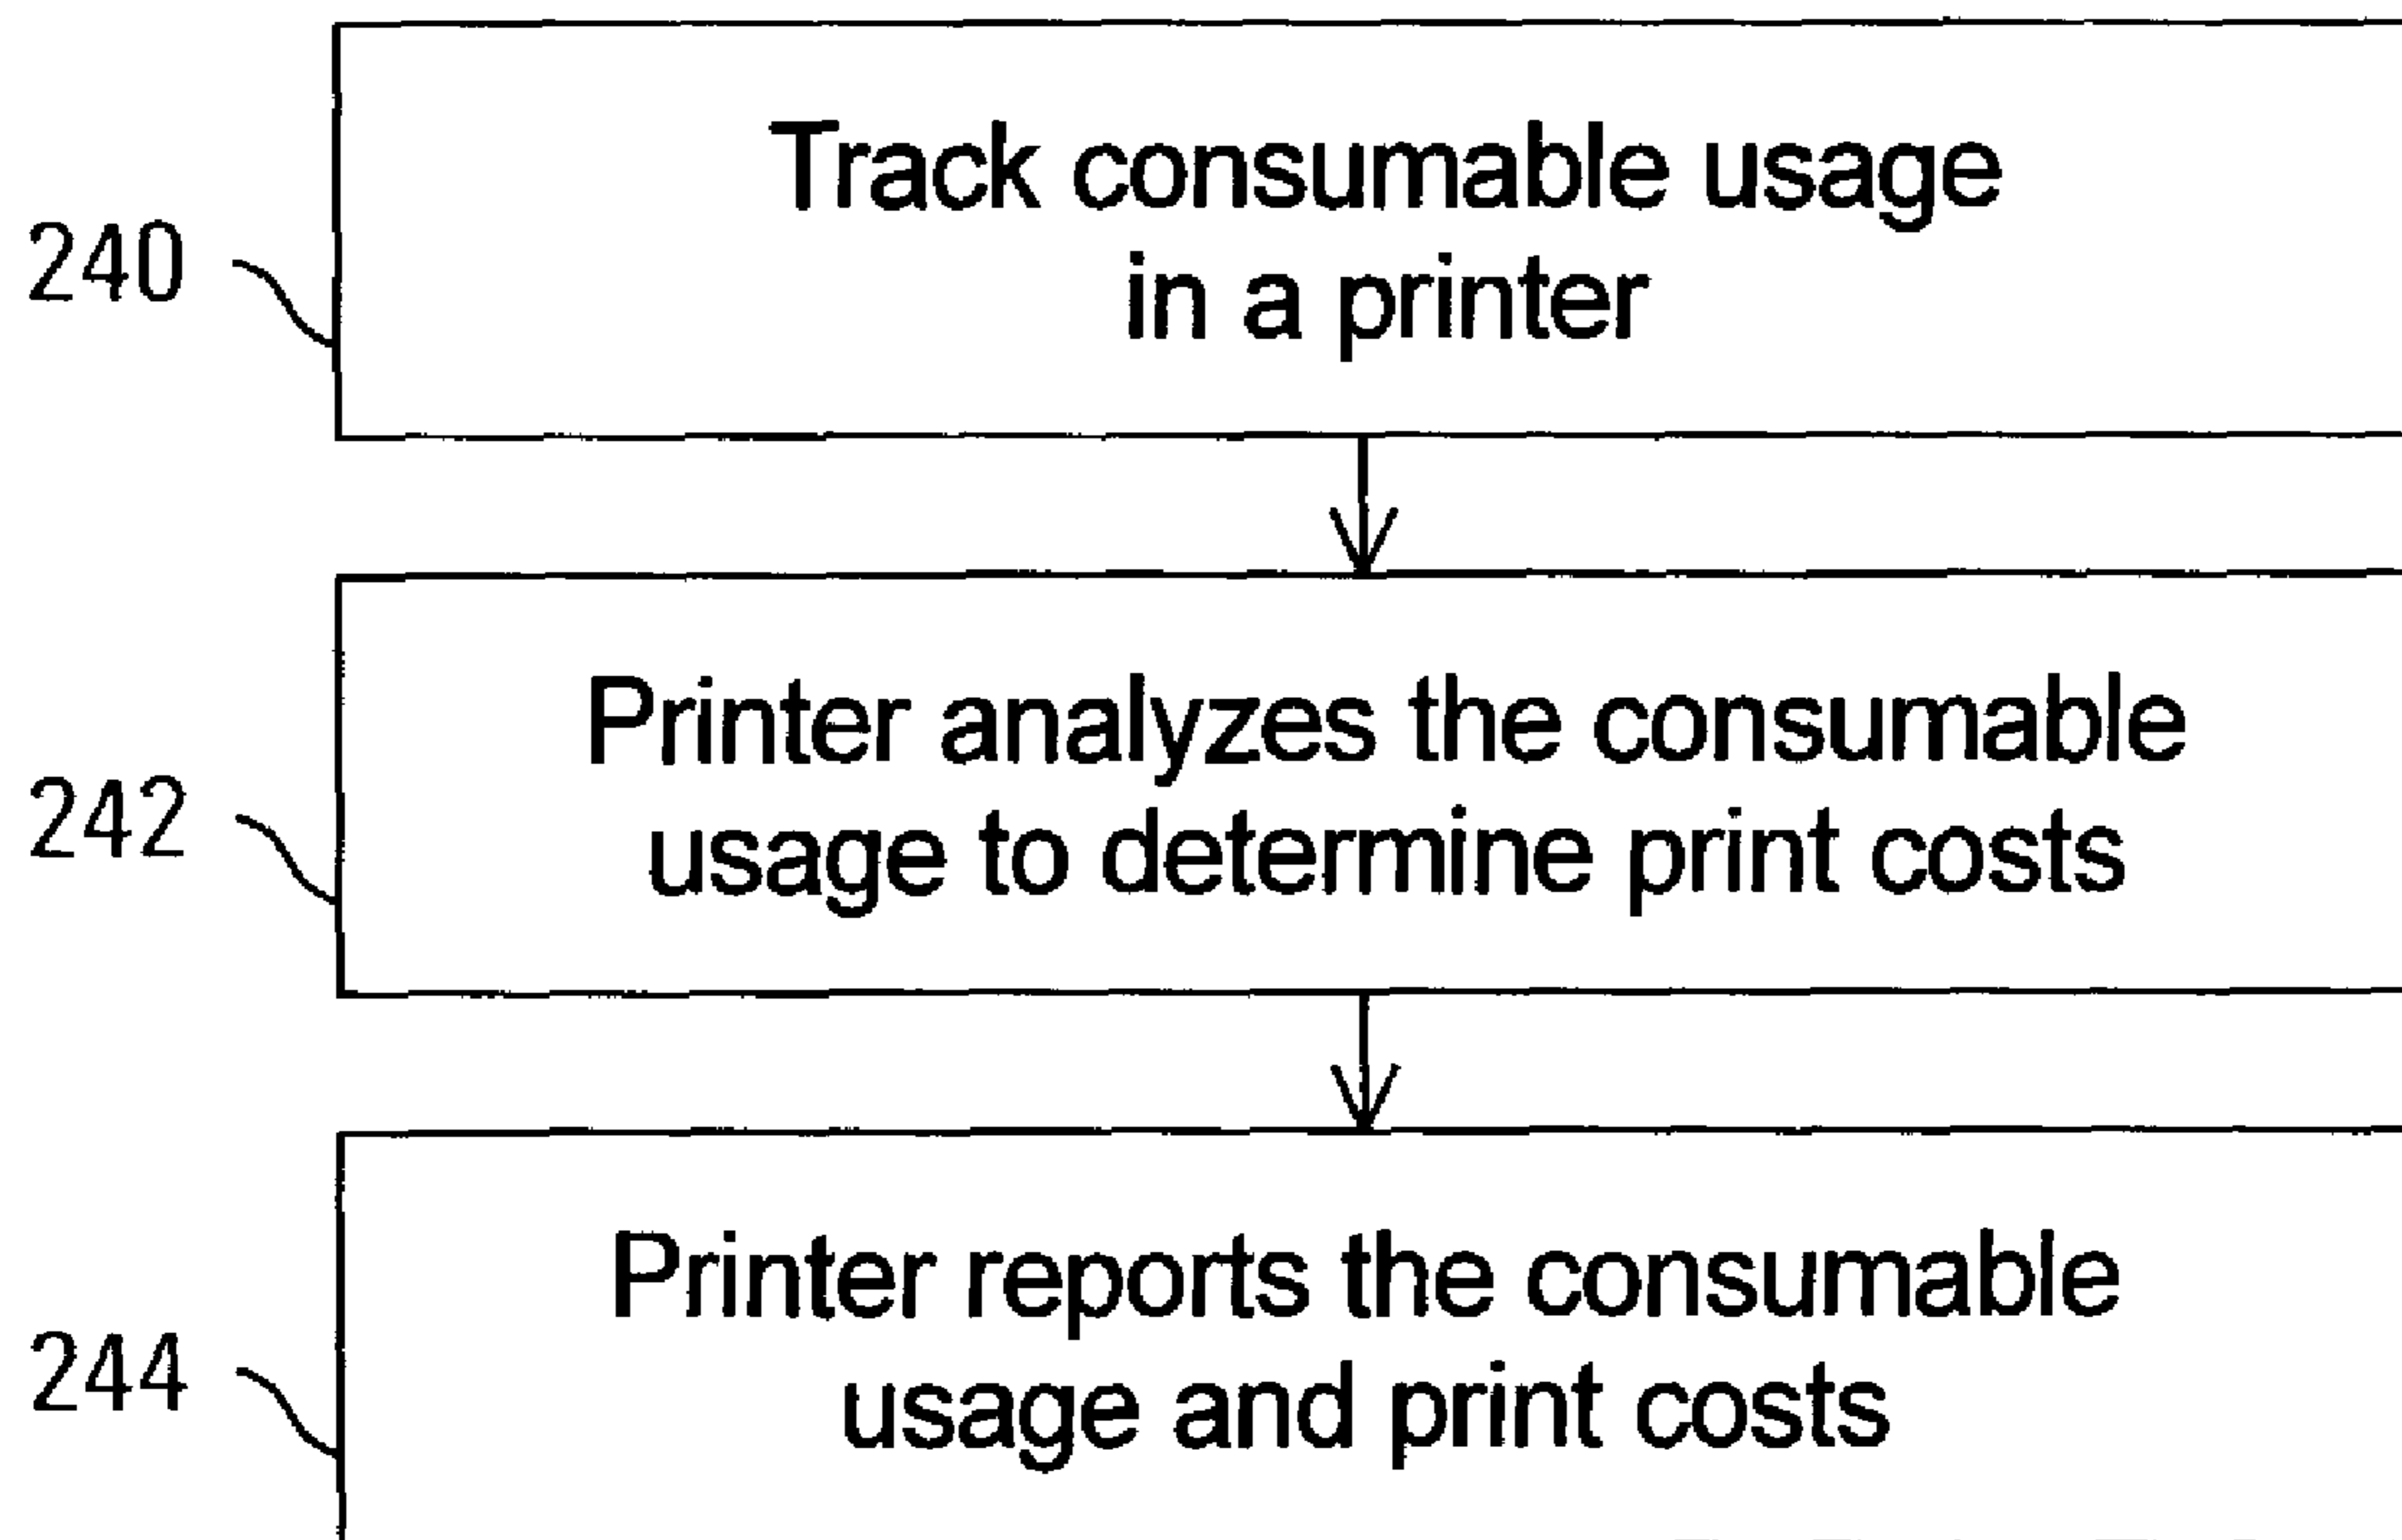 Track consumable usage
in a printer
240
Printer analyzes the consumable
usage to determine print costs
242
Printer reports the consumable
usage and print costs
244